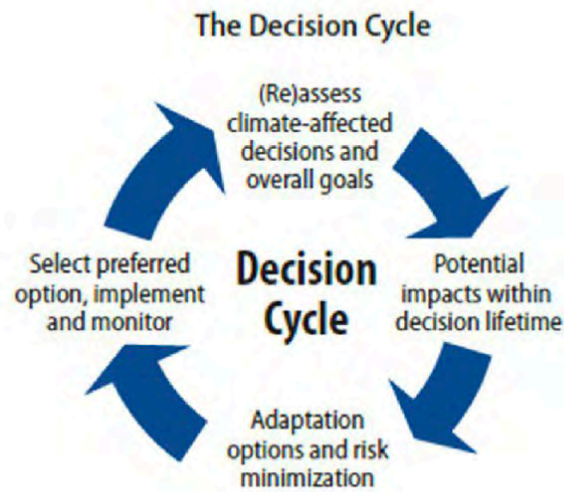 The Decision Cycle
(Re)assess
climate-affected
decisions and
overall goals
Potential
impacts within
decision lifetime
Adaptation
options and risk
minimization
Select preferred
option, implement
and monitor
Decision
Cycle